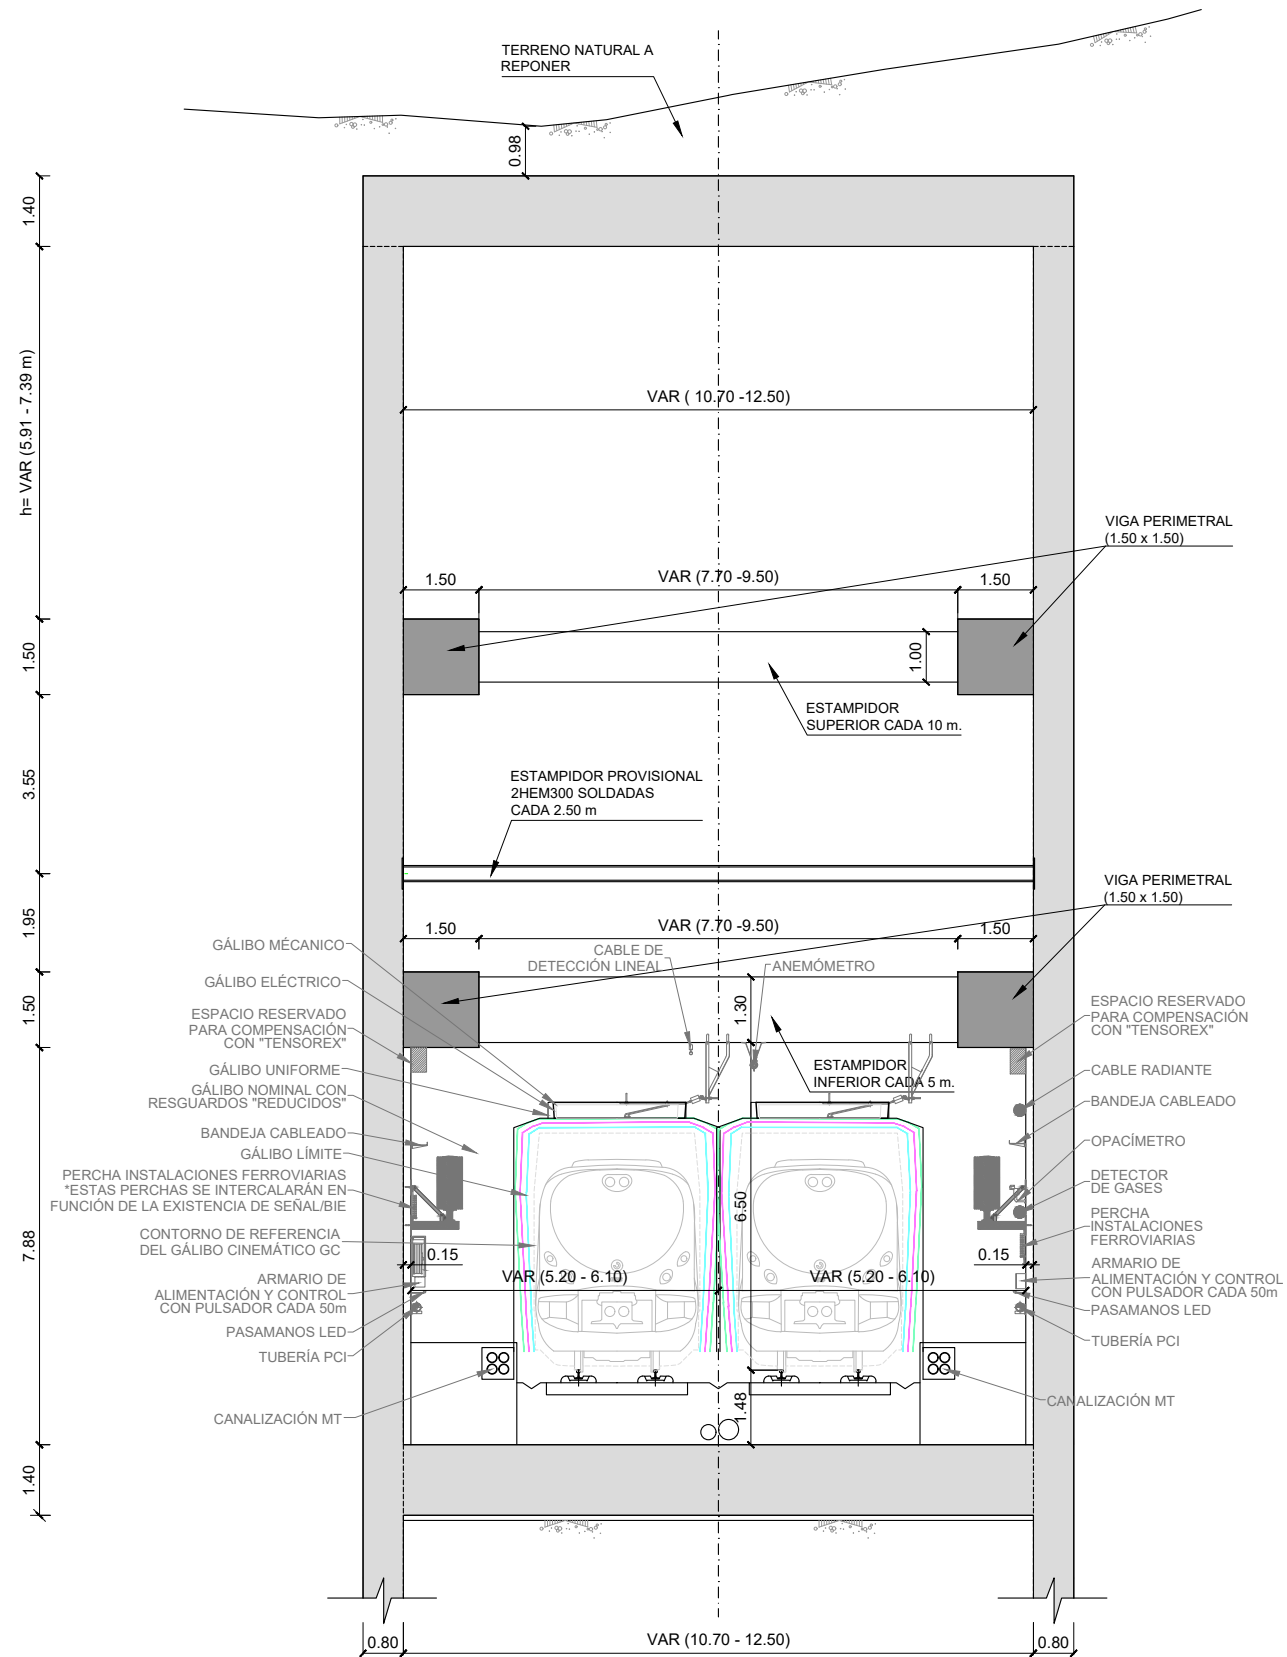 TERRENO NATURAL A
REPONER
0.98
1.40
h= VAR (5.91 - 7.39 m)
VAR ( 10.70 -12.50)
VIGA PERIMETRAL
(1.50 x 1.50)
1.50
VAR (7.70 -9.50)
1.50
1.50
1.00
ESTAMPIDOR
SUPERIOR CADA 10 m.
3.55
ESTAMPIDOR PROVISIONAL
2HEM300 SOLDADAS
CADA 2.50 m
VIGA PERIMETRAL
(1.50 x 1.50)
1.95
1.50
VAR (7.70 -9.50)
1.50
GÁLIBO MÉCANICO
CABLE DE
DETECCIÓN LINEAL
ANEMÓMETRO
GÁLIBO ELÉCTRICO
1.50
1.30
ESPACIO RESERVADO
PARA COMPENSACIÓN
CON "TENSOREX"
ESPACIO RESERVADO
PARA COMPENSACIÓN
CON "TENSOREX"
ESTAMPIDOR
INFERIOR CADA 5 m.
GÁLIBO UNIFORME
CABLE RADIANTE
GÁLIBO NOMINAL CON
RESGUARDOS "REDUCIDOS"
BANDEJA CABLEADO
BANDEJA CABLEADO
OPACÍMETRO
GÁLIBO LÍMITE
PERCHA INSTALACIONES FERROVIARIAS
*ESTAS PERCHAS SE INTERCALARÁN EN
FUNCIÓN DE LA EXISTENCIA DE SEÑAL/BIE
DETECTOR
DE GASES
6.50
PERCHA
INSTALACIONES
FERROVIARIAS
CONTORNO DE REFERENCIA
DEL GÁLIBO CINEMÁTICO GC
7.88
0.15
0.15
VAR (5.20 - 6.10)
VAR (5.20 - 6.10)
ARMARIO DE
ALIMENTACIÓN Y CONTROL
CON PULSADOR CADA 50m
ARMARIO DE
ALIMENTACIÓN Y CONTROL
CON PULSADOR CADA 50m
PASAMANOS LED
PASAMANOS LED
TUBERÍA PCI
TUBERÍA PCI
CANALIZACIÓN MT
CANALIZACIÓN MT
1.48
1.40
0.80
VAR (10.70 - 12.50)
0.80